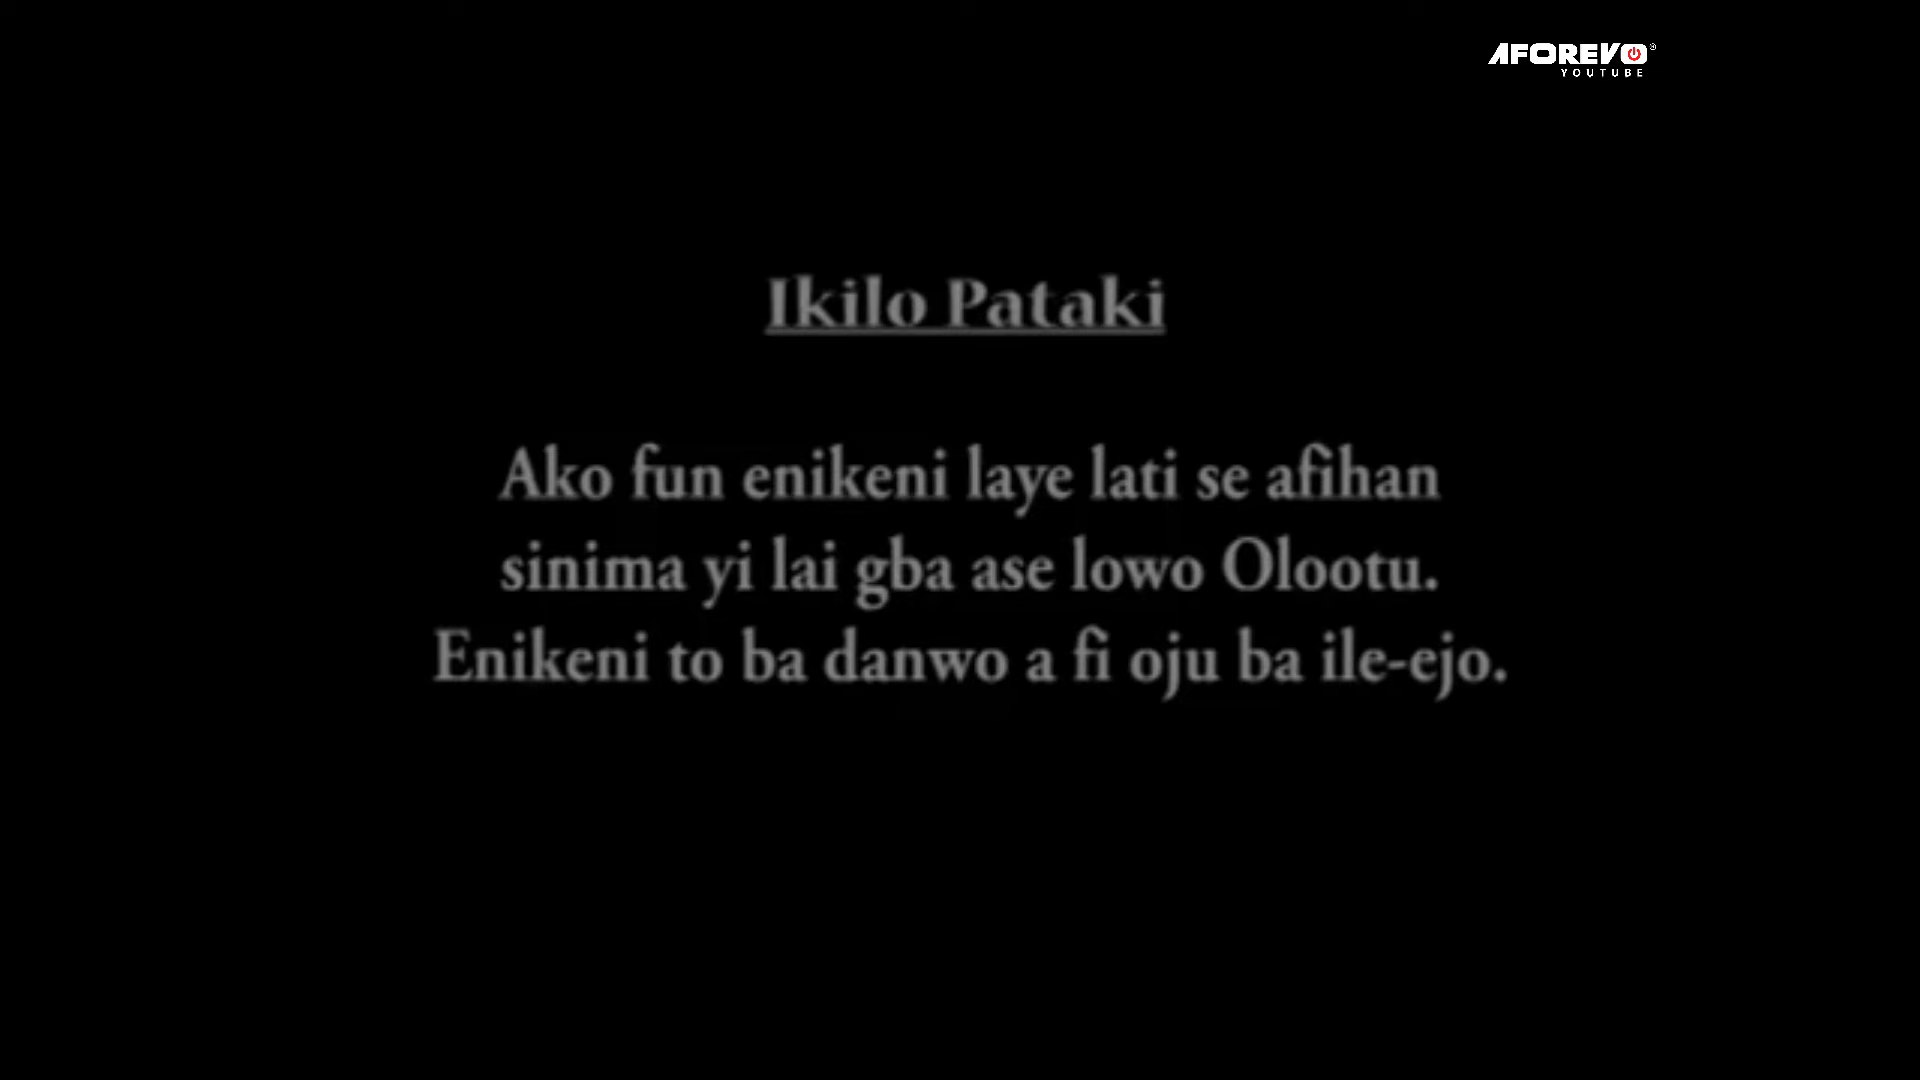 AFOREVO
YOUTUBE
Ikilo Pataki
Ako fun enikeni laye lati se afihan
sinima yi lai gba ase lowo Olootu.
Enikeni to ba danwo a fi oju ba ile-ejo.